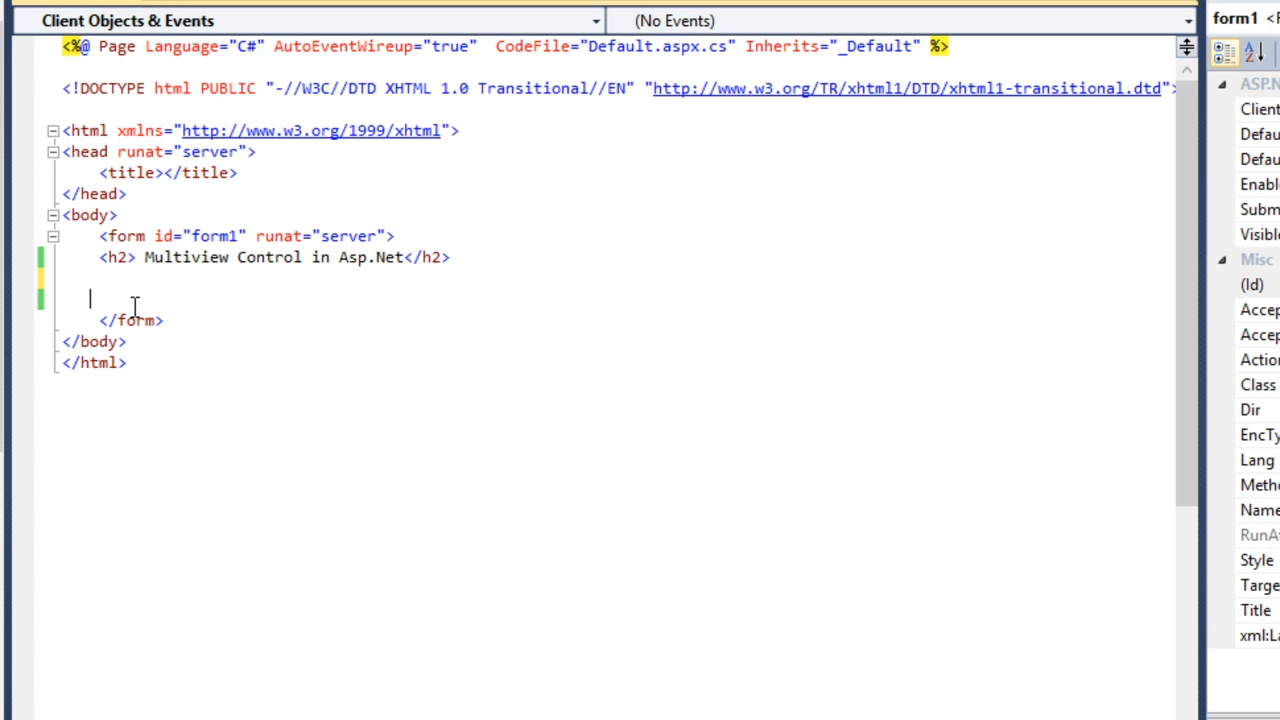 Client Objects & Events
(No Events)
form1
<%@ Page Language="C#" AutoEventWireup="true"  CodeFile="Default.aspx.cs" Inherits="_Default" %>
<!DOCTYPE html PUBLIC "-//W3C//DTD XHTML 1.0 Transitional//EN" "http://www.w3.org/TR/xhtml1/DTD/xhtml1-transitional.dtd">
<html xmlns="http://www.w3.org/1999/xhtml">
<head runat="server">
<title></title>
</head>
<body>
<form id="form1" runat="server">
<h2> Multiview Control in Asp.Net</h2>
</form>
</body>
</html>
ASP.N
Client
Defau
Defau
Enabl
Subm
Visibl
Misc
(Id)
Accep
Accep
Action
Class
Dir
EncTy
Lang
Metho
Name
RunAt
Style
Targe
Title
xml:La